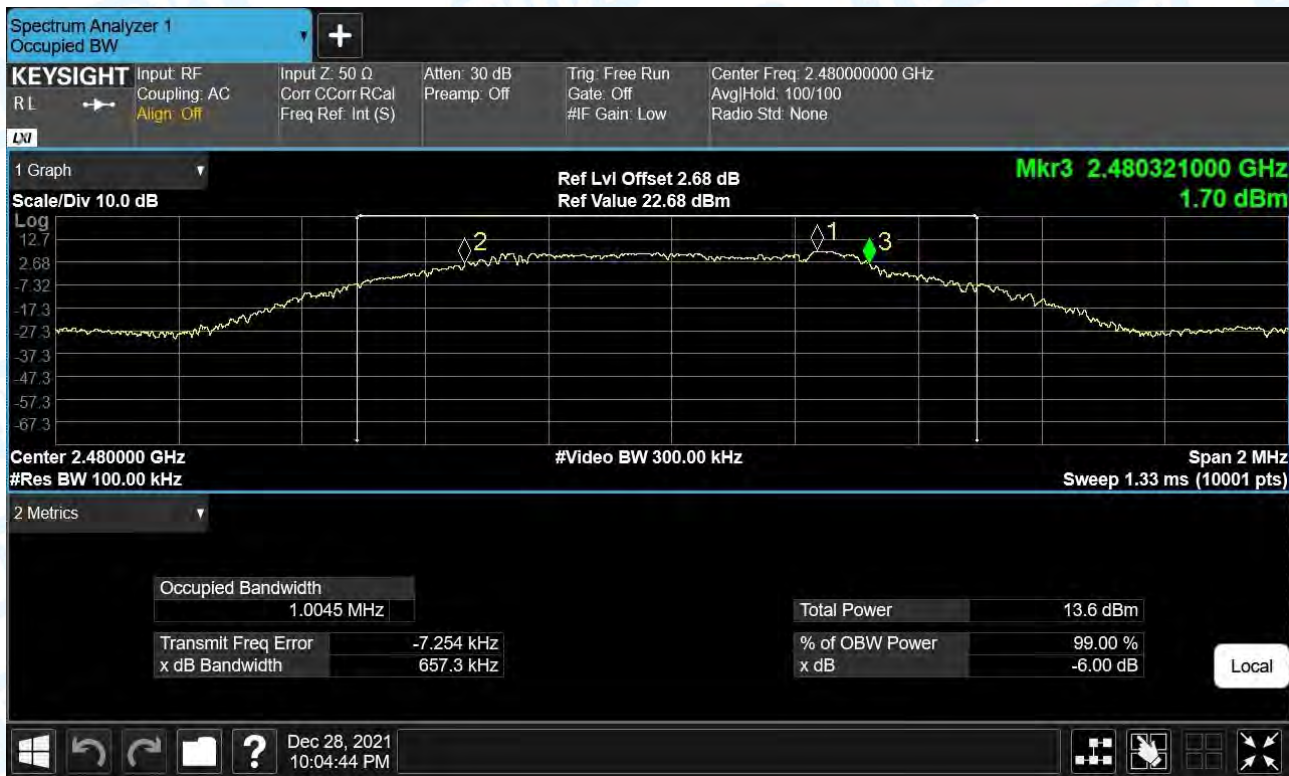 Spectrum Analyzer 1
Occupied BW
+
KEYSIGHT
R L
LXI
Input: RF
Coupling: AC
Align: Off
Input Z: 50 Ω
Corr CCorr RCal
Freq Ref: Int (S)
Atten: 30 dB
Preamp: Off
Trig: Free Run
Gate: Off
#IF Gain: Low
Center Freq: 2.480000000 GHz
Avg|Hold: 100/100
Radio Std: None
1 Graph
Scale/Div 10.0 dB
Ref Lvl Offset 2.68 dB
Ref Value 22.68 dBm
Mkr3 2.480321000 GHz
1.70 dBm
Log
12.7
2.68
-7.32
-17.3
-27.3
-37.3
-47.3
-57.3
-67.3
2
1
3
Center 2.480000 GHz
#Res BW 100.00 kHz
#Video BW 300.00 kHz
Span 2 MHz
Sweep 1.33 ms (10001 pts)
2 Metrics
Occupied Bandwidth
1.0045 MHz
Transmit Freq Error -7.254 kHz
x dB Bandwidth 657.3 kHz
Total Power 13.6 dBm
% of OBW Power 99.00 %
x dB -6.00 dB
Local
?
Dec 28, 2021
10:04:44 PM